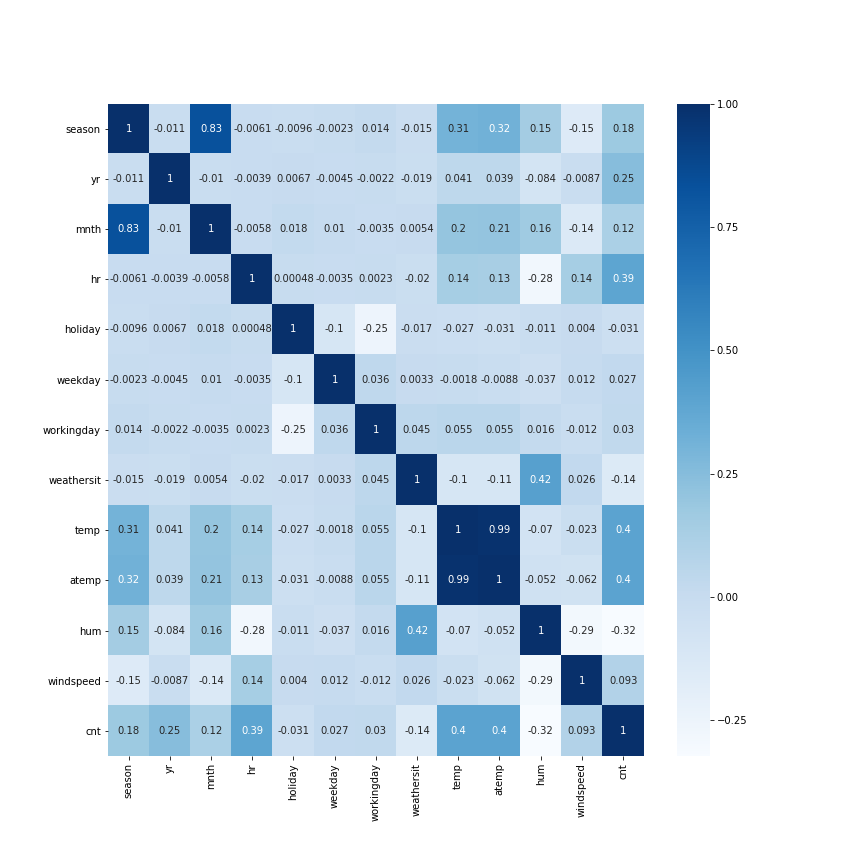 season 1 -0.011 0.83 -0.0061 -0.0096 -0.0023 0.014 -0.015 0.31 0.32 0.15 -0.15 0.18
yr -0.011 1 -0.01 -0.0039 0.0067 -0.0045 -0.0022 -0.019 0.041 0.039 -0.084 -0.0087 0.25
mnth 0.83 -0.01 1 -0.0058 0.018 0.01 -0.0035 0.0054 0.2 0.21 0.16 -0.14 0.12
hr -0.0061 -0.0039 -0.0058 1 0.00048 -0.0035 0.0023 -0.02 0.14 0.13 -0.28 0.14 0.39
holiday -0.0096 0.0067 0.018 0.00048 1 -0.1 -0.25 -0.017 -0.027 -0.031 -0.011 0.004 -0.031
weekday -0.0023 -0.0045 0.01 -0.0035 -0.1 1 0.036 0.0033 -0.0018 -0.0088 -0.037 0.012 0.027
workingday 0.014 -0.0022 -0.0035 0.0023 -0.25 0.036 1 0.045 0.055 0.055 0.016 -0.012 0.03
weathersit -0.015 -0.019 0.0054 -0.02 -0.017 0.0033 0.045 1 -0.1 -0.11 0.42 0.026 -0.14
temp 0.31 0.041 0.2 0.14 -0.027 -0.0018 0.055 -0.1 1 0.99 -0.07 -0.023 0.4
atemp 0.32 0.039 0.21 0.13 -0.031 -0.0088 0.055 -0.11 0.99 1 -0.052 -0.062 0.4
hum 0.15 -0.084 0.16 -0.28 -0.011 -0.037 0.016 0.42 -0.07 -0.052 1 -0.29 -0.32
windspeed -0.15 -0.0087 -0.14 0.14 0.004 0.012 -0.012 0.026 -0.023 -0.062 -0.29 1 0.093
cnt 0.18 0.25 0.12 0.39 -0.031 0.027 0.03 -0.14 0.4 0.4 -0.32 0.093 1
season yr mnth hr holiday weekday workingday weathersit temp atemp hum windspeed cnt
1.00
0.75
0.50
0.25
0.00
−0.25